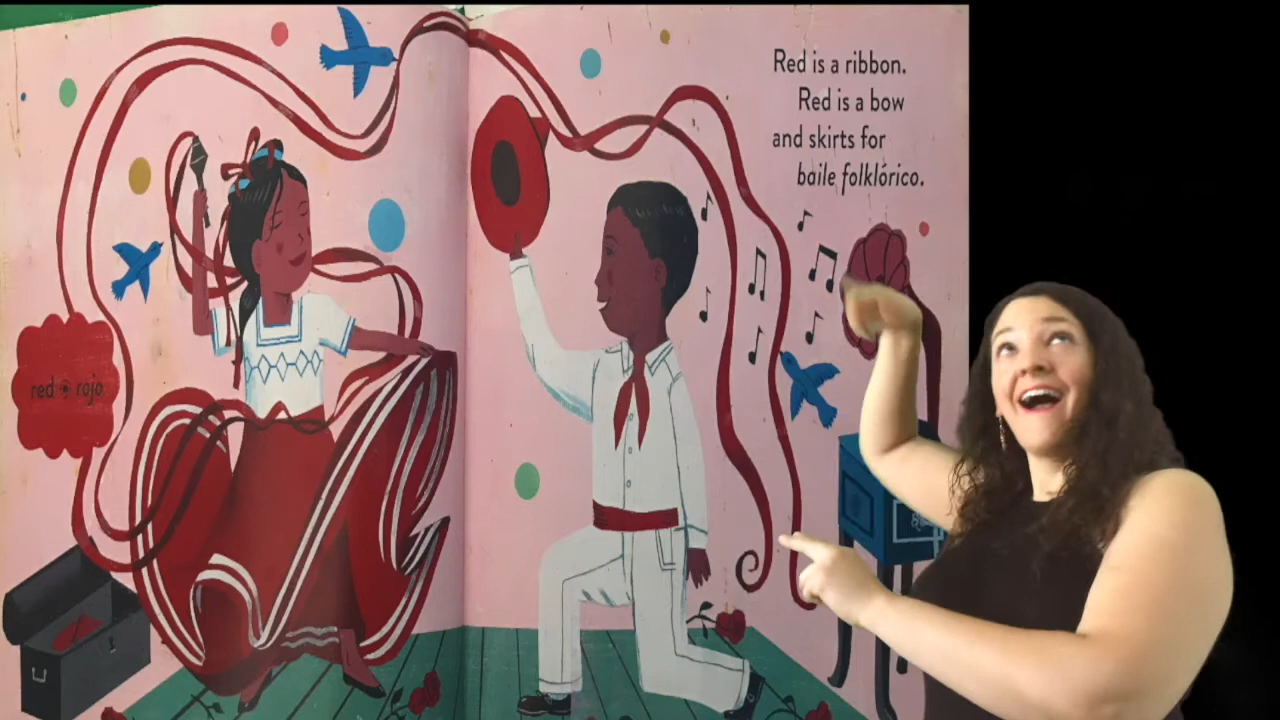 Red is a ribbon.
Red is a bow
and skirts for
baile folklórico.
red rojo